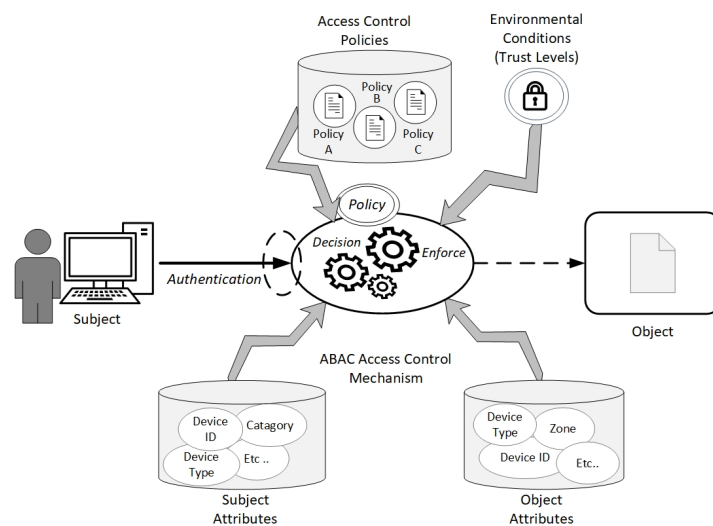 Access Control
Policies
Environmental
Conditions
(Trust Levels)
Policy
B
Policy
A
Policy
C
Policy
Decision
Enforce
Authentication
Subject
Object
ABAC Access Control
Mechanism
Device
ID
Catagory
Device
Type
Etc ..
Subject
Attributes
Device
Type
Zone
Device ID
Etc..
Object
Attributes